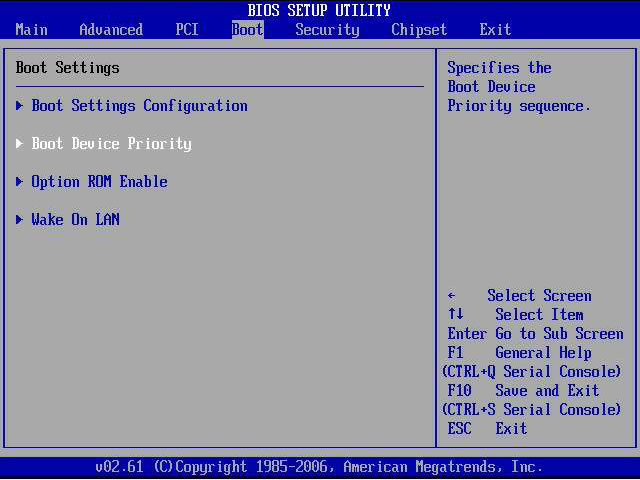 BIOS SETUP UTILITY
Main Advanced PCI Boot Security Chipset Exit
Boot Settings
Boot Settings Configuration
Boot Device Priority
Option ROM Enable
Wake On LAN
Specifies the
Boot Device
Priority sequence.
← Select Screen
↑↓ Select Item
Enter Go to Sub Screen
F1 General Help
(CTRL+Q Serial Console)
F10 Save and Exit
(CTRL+S Serial Console)
ESC Exit
v02.61 (C)Copyright 1985-2006, American Megatrends, Inc.